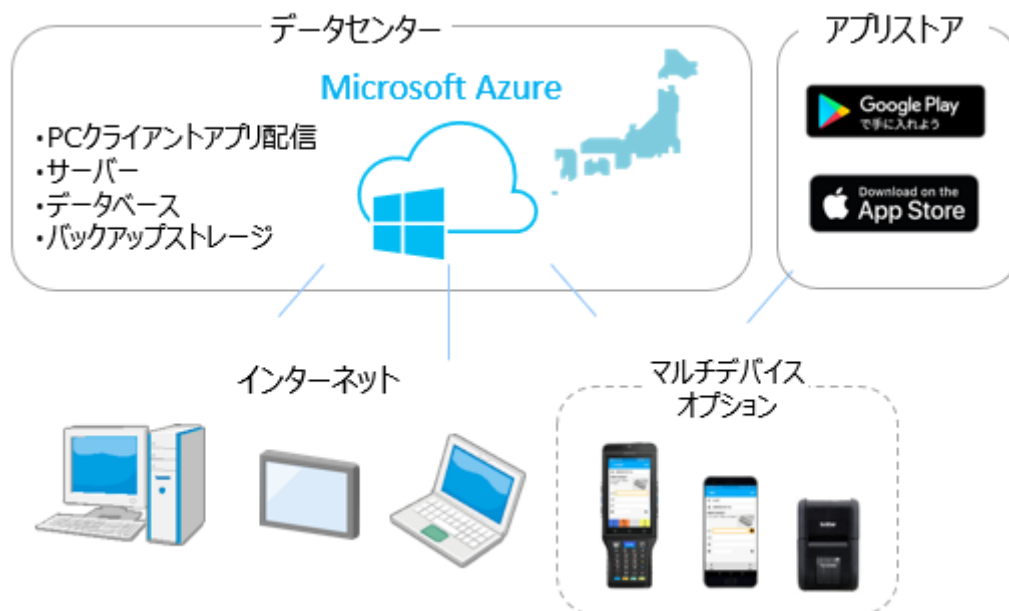 データセンター
Microsoft Azure
・PCクライアントアプリ配信
・サーバー
・データベース
・バックアップストレージ
アプリストア
Google Play
で手に入れよう
Download on the
App Store
インターネット
マルチデバイス
オプション
brother